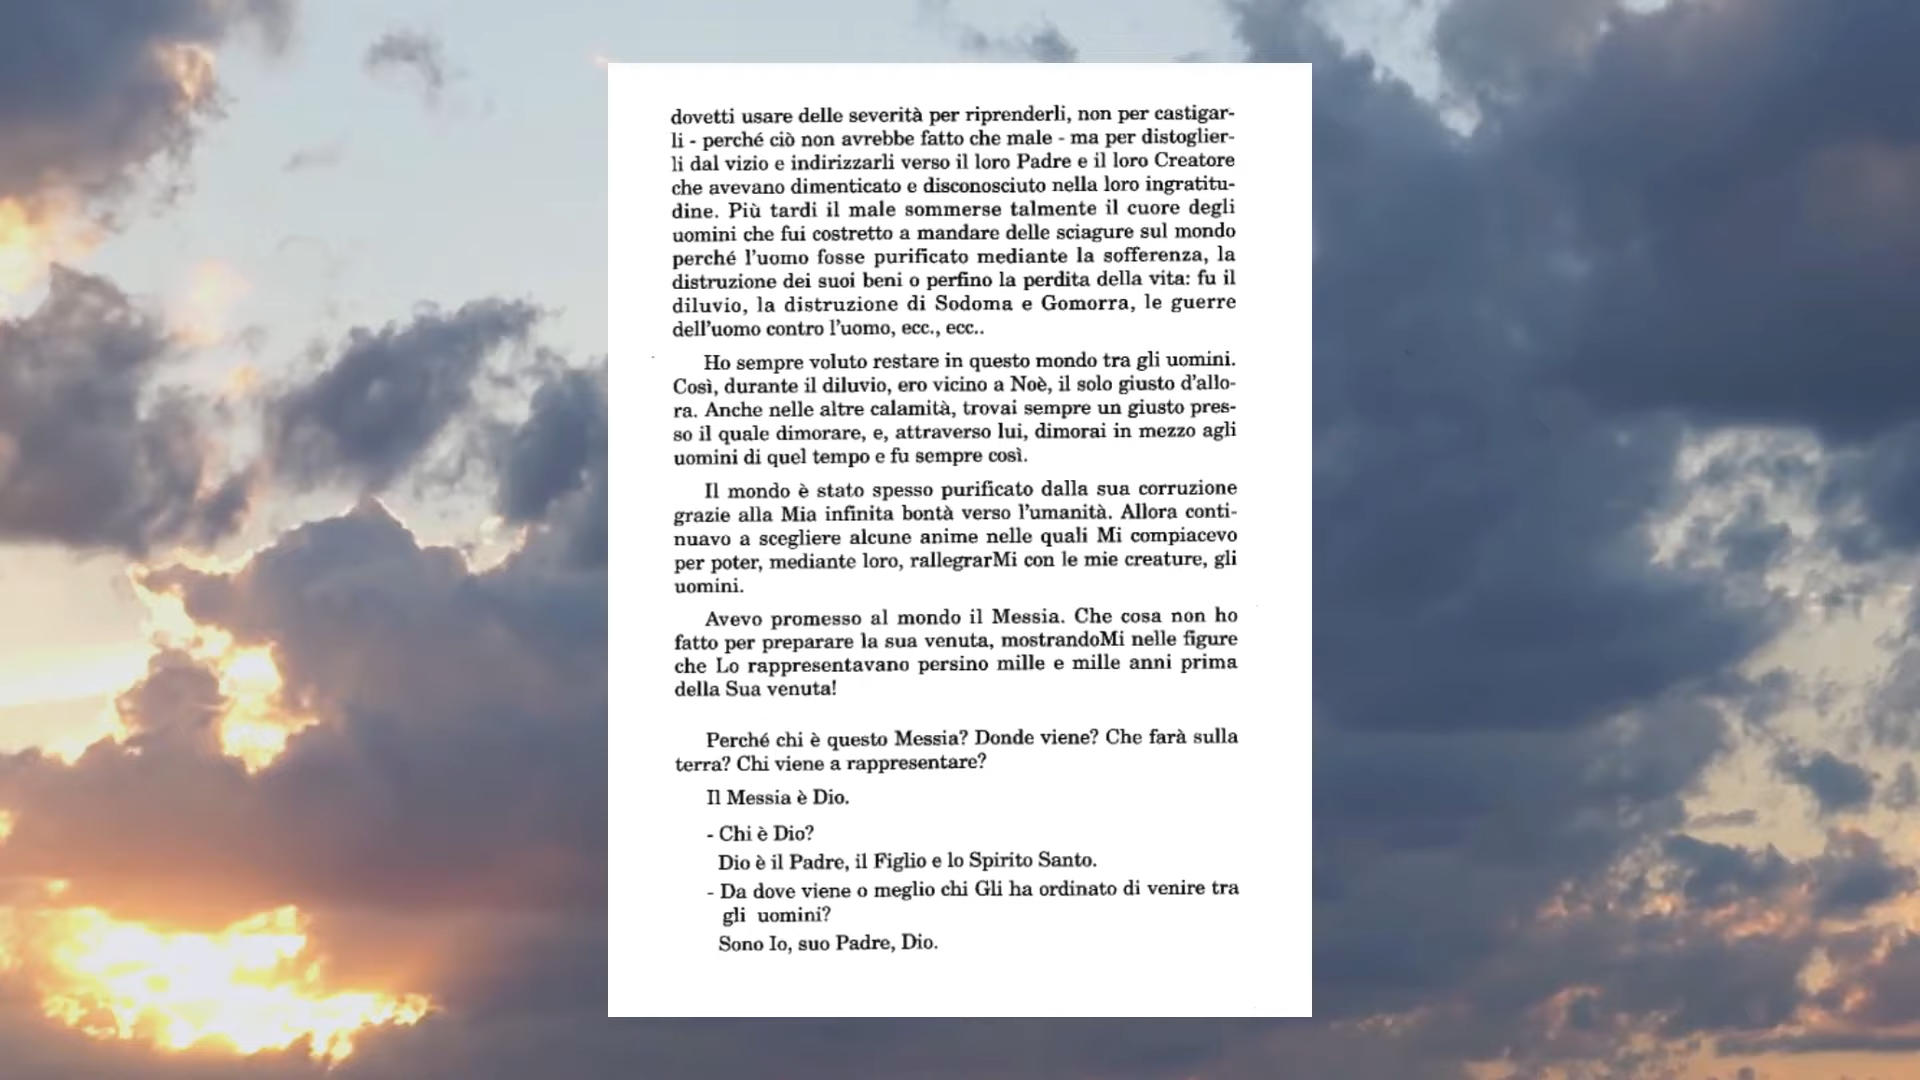 dovetti usare delle severità per riprenderli, non per castigar-
li - perché ciò non avrebbe fatto che male - ma per distoglier-
li dal vizio e indirizzarli verso il loro Padre e il loro Creatore
che avevano dimenticato e disconosciuto nella loro ingratitu-
dine. Più tardi il male sommerse talmente il cuore degli
uomini che fui costretto a mandare delle sciagure sul mondo
perché l'uomo fosse purificato mediante la sofferenza, la
distruzione dei suoi beni o perfino la perdita della vita: fu il
diluvio, la distruzione di Sodoma e Gomorra, le guerre
dell'uomo contro l'uomo, ecc., ecc..
Ho sempre voluto restare in questo mondo tra gli uomini.
Così, durante il diluvio, ero vicino a Noè, il solo giusto d'allo-
ra. Anche nelle altre calamità, trovai sempre un giusto pres-
so il quale dimorare, e, attraverso lui, dimorai in mezzo agli
uomini di quel tempo e fu sempre così.
Il mondo è stato spesso purificato dalla sua corruzione
grazie alla Mia infinita bontà verso l'umanità. Allora conti-
nuavo a scegliere alcune anime nelle quali Mi compiacevo
per poter, mediante loro, rallegrarMi con le mie creature, gli
uomini.
Avevo promesso al mondo il Messia. Che cosa non ho
fatto per preparare la sua venuta, mostrandoMi nelle figure
che Lo rappresentavano persino mille e mille anni prima
della Sua venuta!
Perché chi è questo Messia? Donde viene? Che farà sulla
terra? Chi viene a rappresentare?
Il Messia è Dio.
- Chi è Dio?
Dio è il Padre, il Figlio e lo Spirito Santo.
- Da dove viene o meglio chi Gli ha ordinato di venire tra
gli uomini?
Sono Io, suo Padre, Dio.